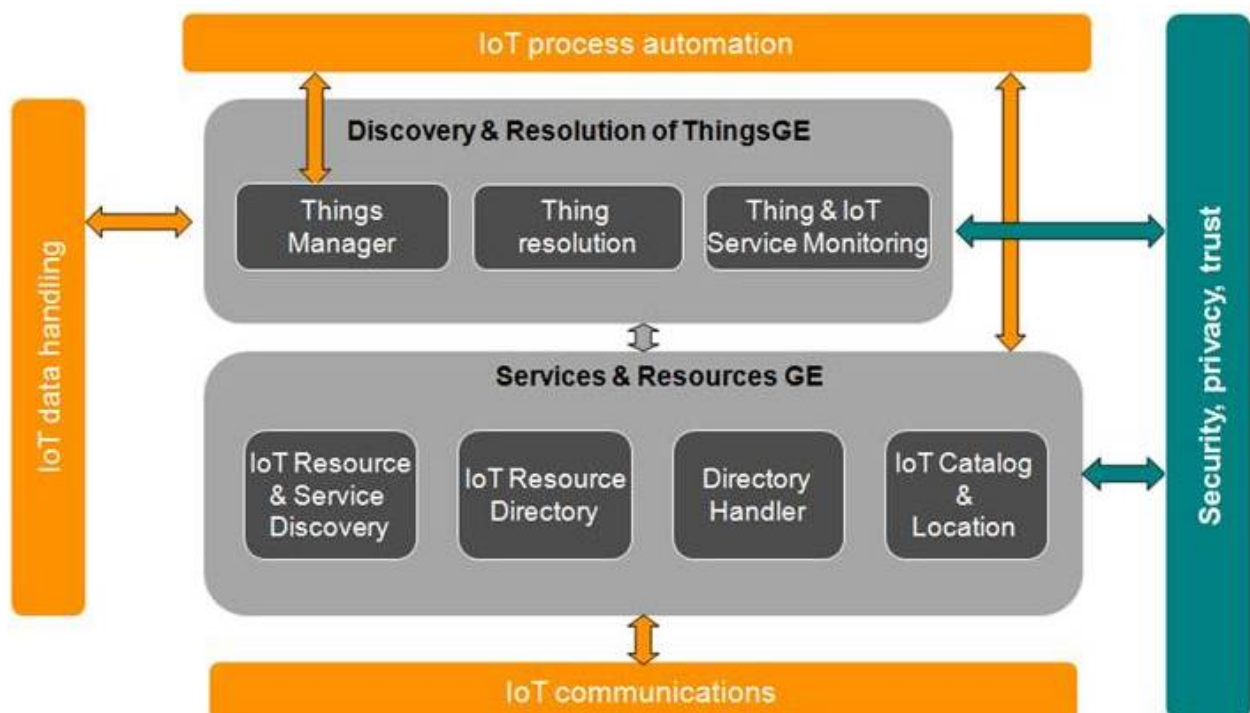 IoT process automation
IoT data handling
Discovery & Resolution of ThingsGE
Things
Manager
Thing
resolution
Thing & IoT
Service Monitoring
Services & Resources GE
IoT Resource
& Service
Discovery
IoT Resource
Directory
Directory
Handler
IoT Catalog
&
Location
IoT communications
Security, privacy, trust